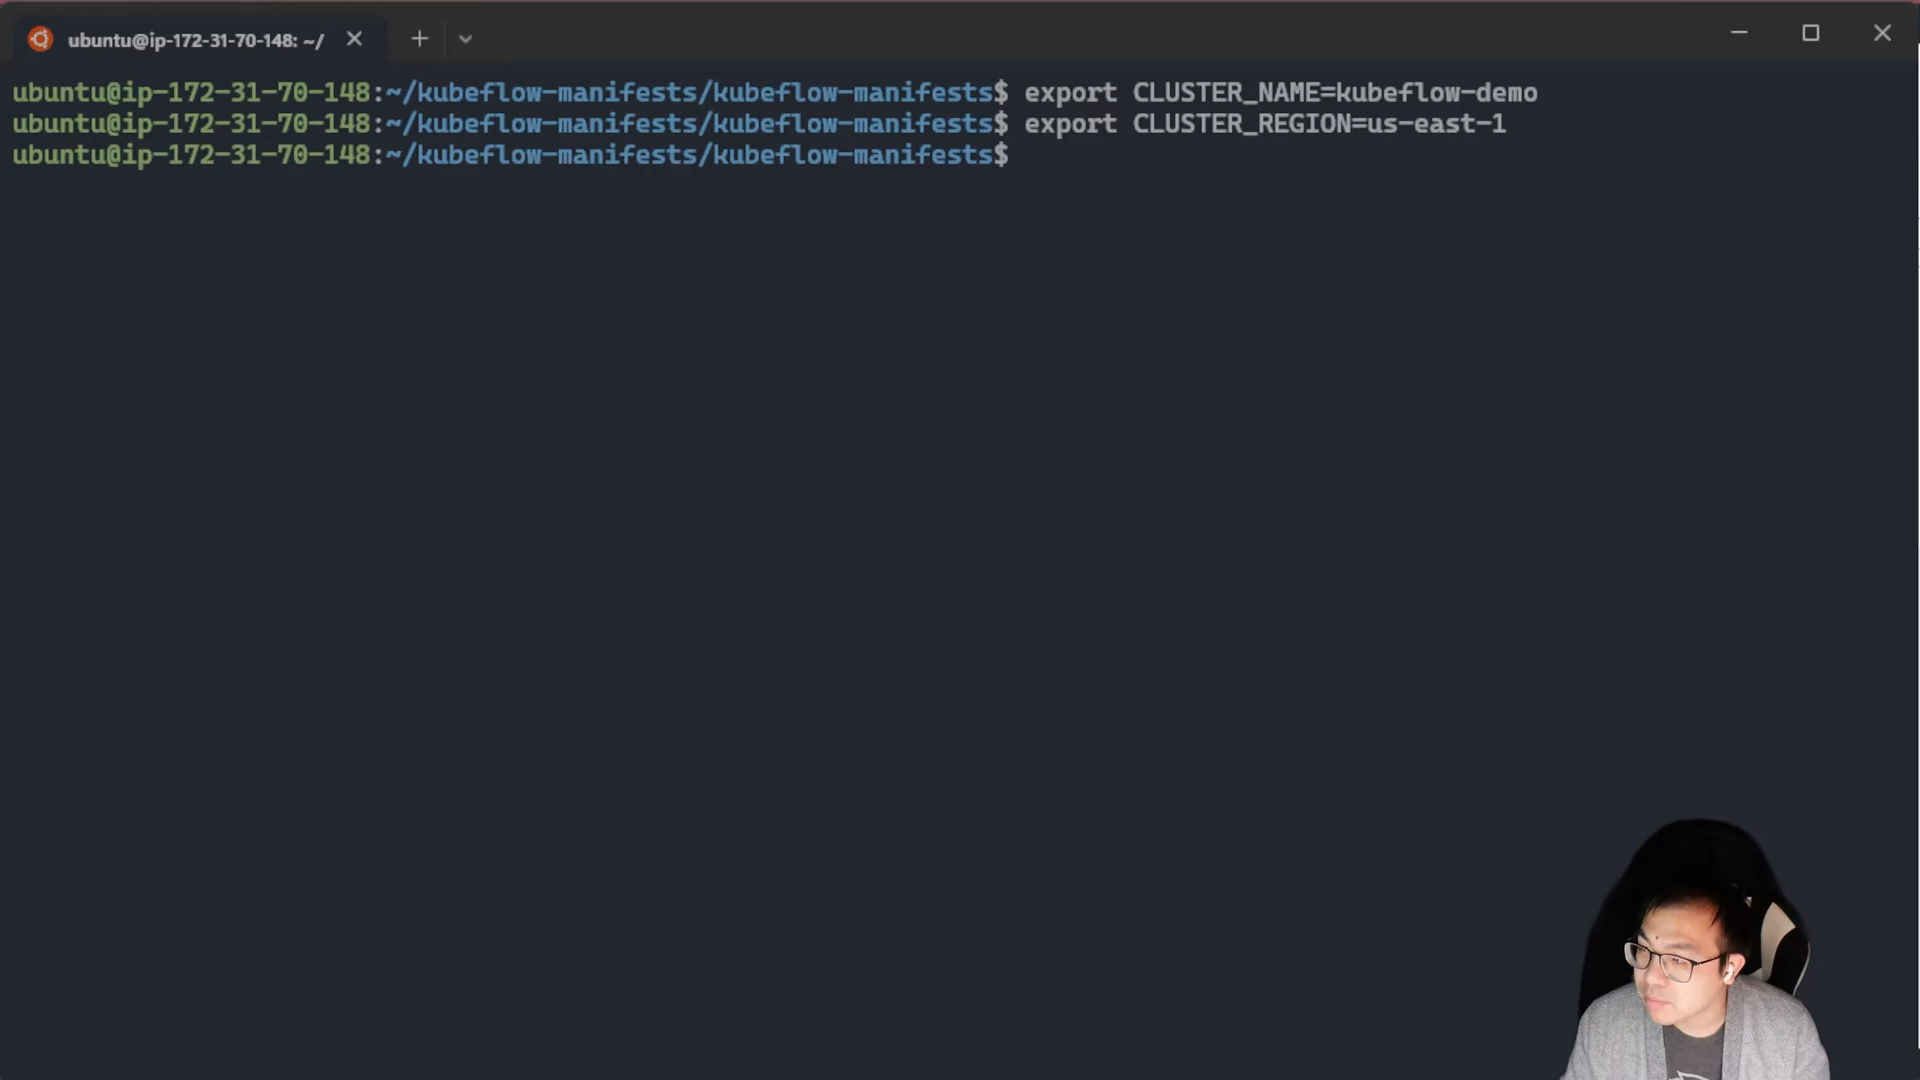 ubuntu@ip-172-31-70-148: ~/
ubuntu@ip-172-31-70-148:~/kubeflow-manifests/kubeflow-manifests$ export CLUSTER_NAME=kubeflow-demo
ubuntu@ip-172-31-70-148:~/kubeflow-manifests/kubeflow-manifests$ export CLUSTER_REGION=us-east-1
ubuntu@ip-172-31-70-148:~/kubeflow-manifests/kubeflow-manifests$